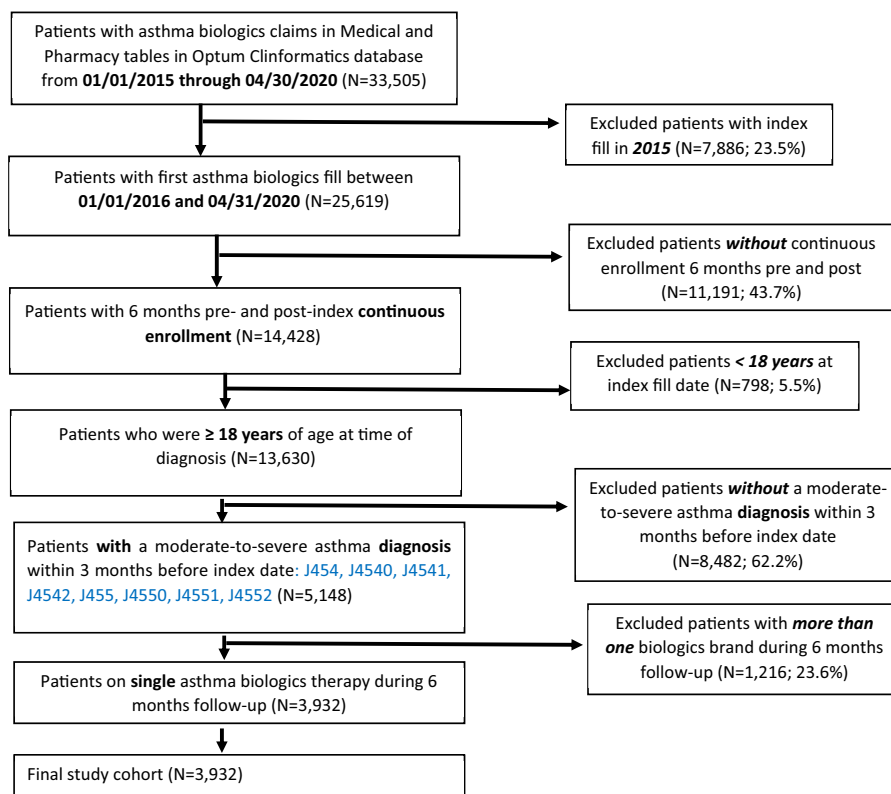 Patients with asthma biologics claims in Medical and
Pharmacy tables in Optum Clinformatics database
from 01/01/2015 through 04/30/2020 (N=33,505)
Excluded patients with index
fill in 2015 (N=7,886; 23.5%)
Patients with first asthma biologics fill between
01/01/2016 and 04/31/2020 (N=25,619)
Excluded patients without continuous
enrollment 6 months pre and post
(N=11,191; 43.7%)
Patients with 6 months pre- and post-index continuous
enrollment (N=14,428)
Excluded patients < 18 years at
index fill date (N=798; 5.5%)
Patients who were ≥ 18 years of age at time of
diagnosis (N=13,630)
Excluded patients without a moderate-
to-severe asthma diagnosis within 3
months before index date
(N=8,482; 62.2%)
Patients with a moderate-to-severe asthma diagnosis
within 3 months before index date: J454, J4540, J4541,
J4542, J455, J4550, J4551, J4552 (N=5,148)
Excluded patients with more than
one biologics brand during 6 months
follow-up (N=1,216; 23.6%)
Patients on single asthma biologics therapy during 6
months follow-up (N=3,932)
Final study cohort (N=3,932)